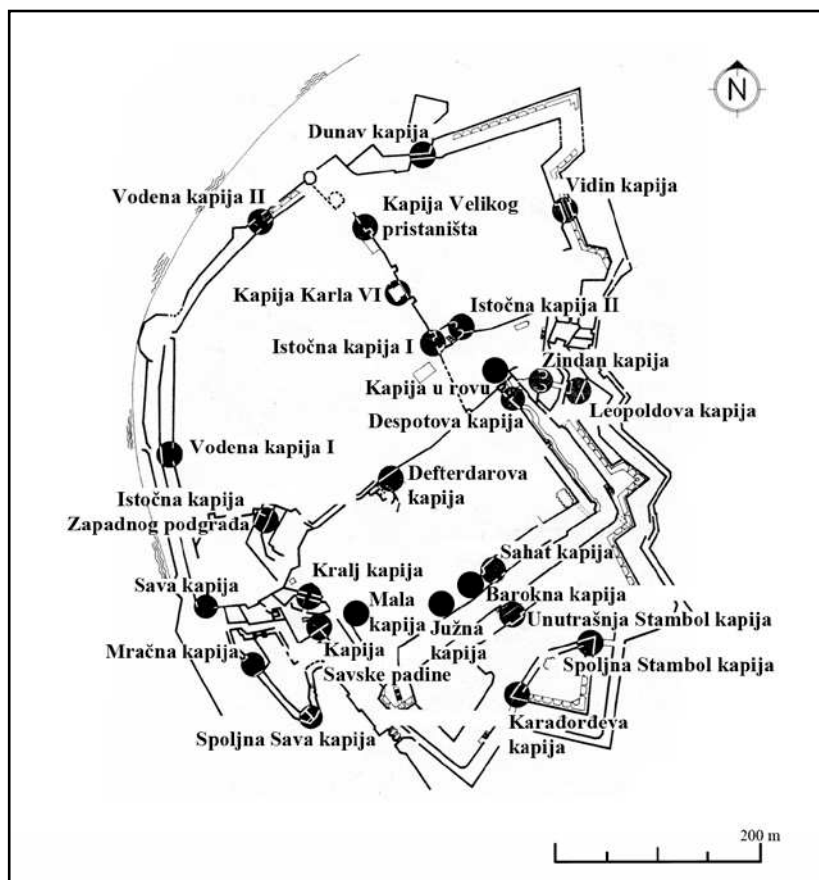 N
Dunav kapija
Vodena kapija II
Vidin kapija
Kapija Velikog
pristaništa
Kapija Karla VI
Istočna kapija II
Istočna kapija I
Zindan kapija
Kapija u rovu
Leopoldova kapija
Despotova kapija
Vodena kapija I
Defterdarova
kapija
Istočna kapija
Zapadnog podgrađa
Sahat kapija
Kralj kapija
Barokna kapija
Sava kapija
Mala
kapija
Južna
kapija
Unutrašnja Stambol kapija
Kapija
Savske padine
Mračna kapija
Spoljna Stambol kapija
Karađorđeva
kapija
Spoljna Sava kapija
200 m